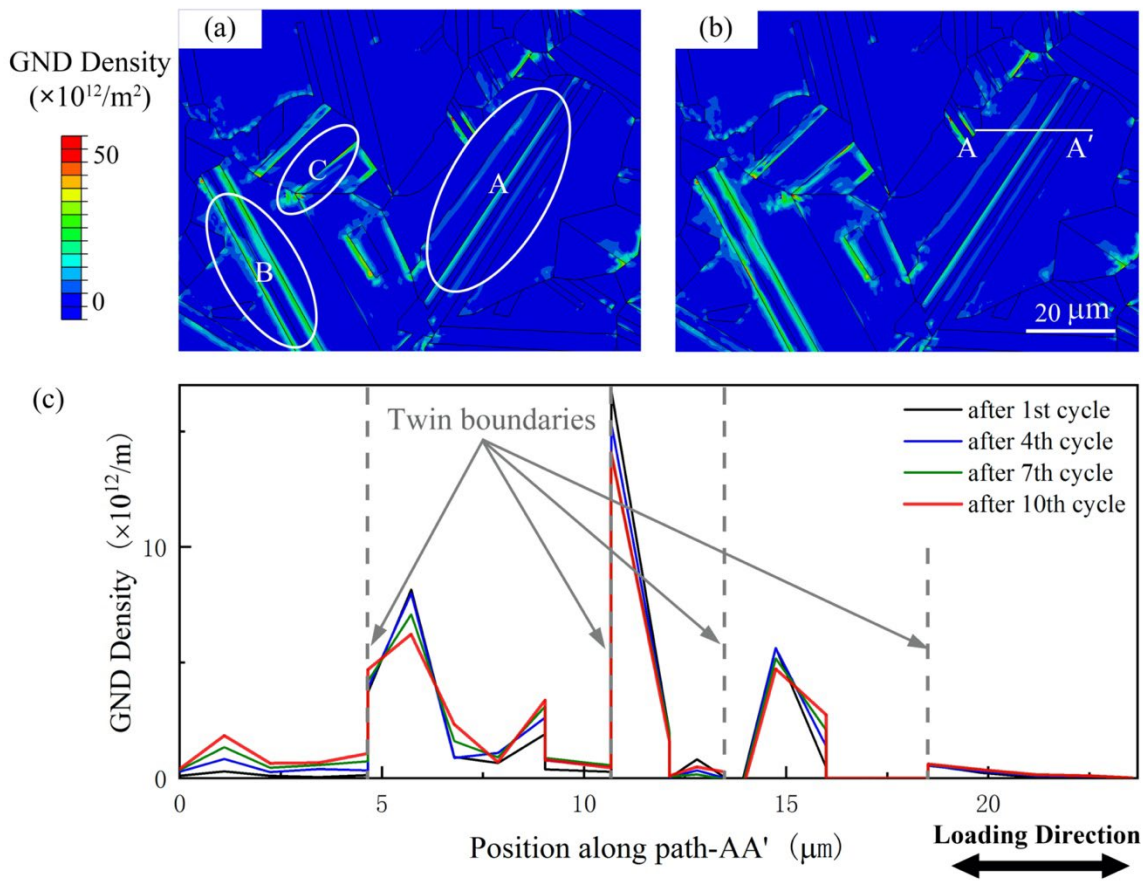 (a)
(b)
GND Density
(×10¹²/m²)
50
0
A
B
C
A
A'
20 μm
(c)
Twin boundaries
after 1st cycle
after 4th cycle
after 7th cycle
after 10th cycle
GND Density (×10¹²/m)
10
0
0
5
10
15
20
Position along path-AA' (μm)
Loading Direction